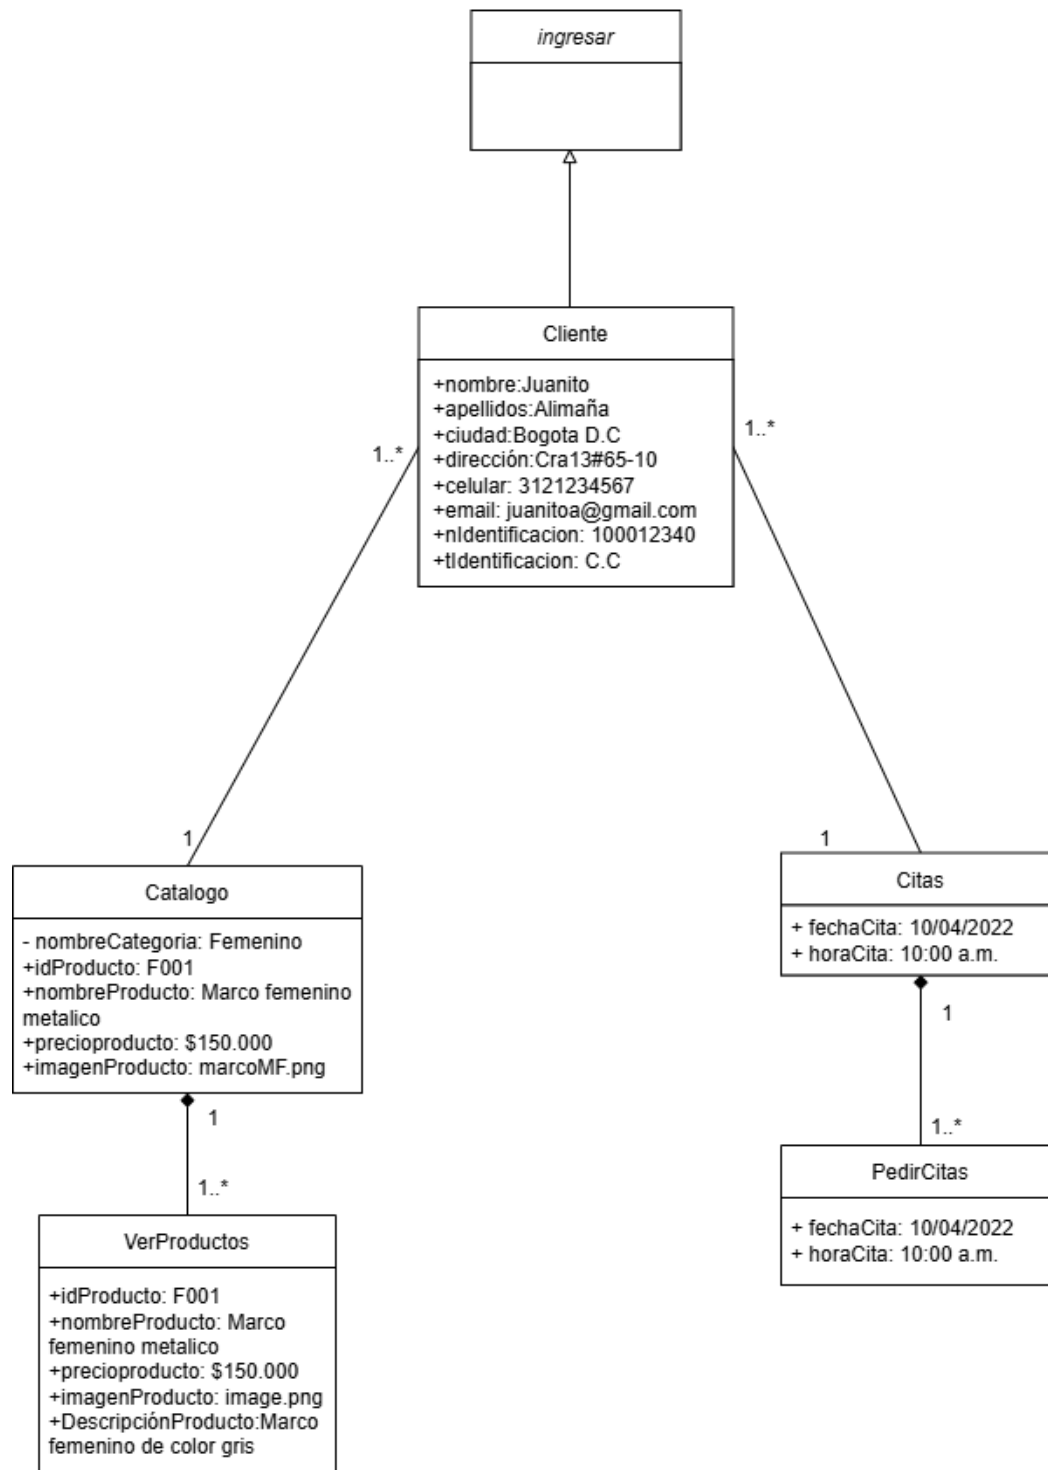 ingresar
Cliente
+nombre:Juanito
+apellidos:Alimaña
+ciudad:Bogota D.C
+dirección:Cra13#65-10
+celular: 3121234567
+email: juanitoa@gmail.com
+nIdentificacion: 100012340
+tIdentificacion: C.C
1..*
1..*
1
1
Catalogo
- nombreCategoria: Femenino
+idProducto: F001
+nombreProducto: Marco femenino
metalico
+precioproducto: $150.000
+imagenProducto: marcoMF.png
1
1..*
VerProductos
+idProducto: F001
+nombreProducto: Marco
femenino metalico
+precioproducto: $150.000
+imagenProducto: image.png
+DescripciónProducto:Marco
femenino de color gris
Citas
+ fechaCita: 10/04/2022
+ horaCita: 10:00 a.m.
1
1..*
PedirCitas
+ fechaCita: 10/04/2022
+ horaCita: 10:00 a.m.